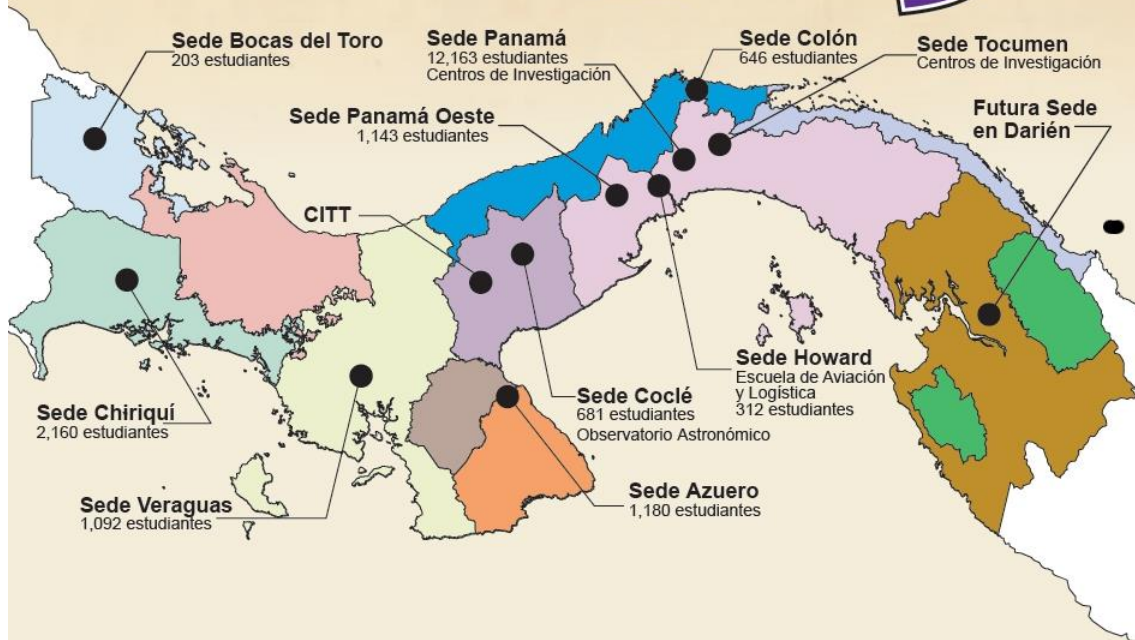 Sede Bocas del Toro
203 estudiantes
Sede Panamá
12,163 estudiantes
Centros de Investigación
Sede Colón
646 estudiantes
Sede Tocumen
Centros de Investigación
Sede Panamá Oeste
1,143 estudiantes
Futura Sede
en Darién
CITT
Sede Chiriquí
2,160 estudiantes
Sede Howard
Escuela de Aviación
y Logística
312 estudiantes
Sede Coclé
681 estudiantes
Observatorio Astronómico
Sede Veraguas
1,092 estudiantes
Sede Azuero
1,180 estudiantes